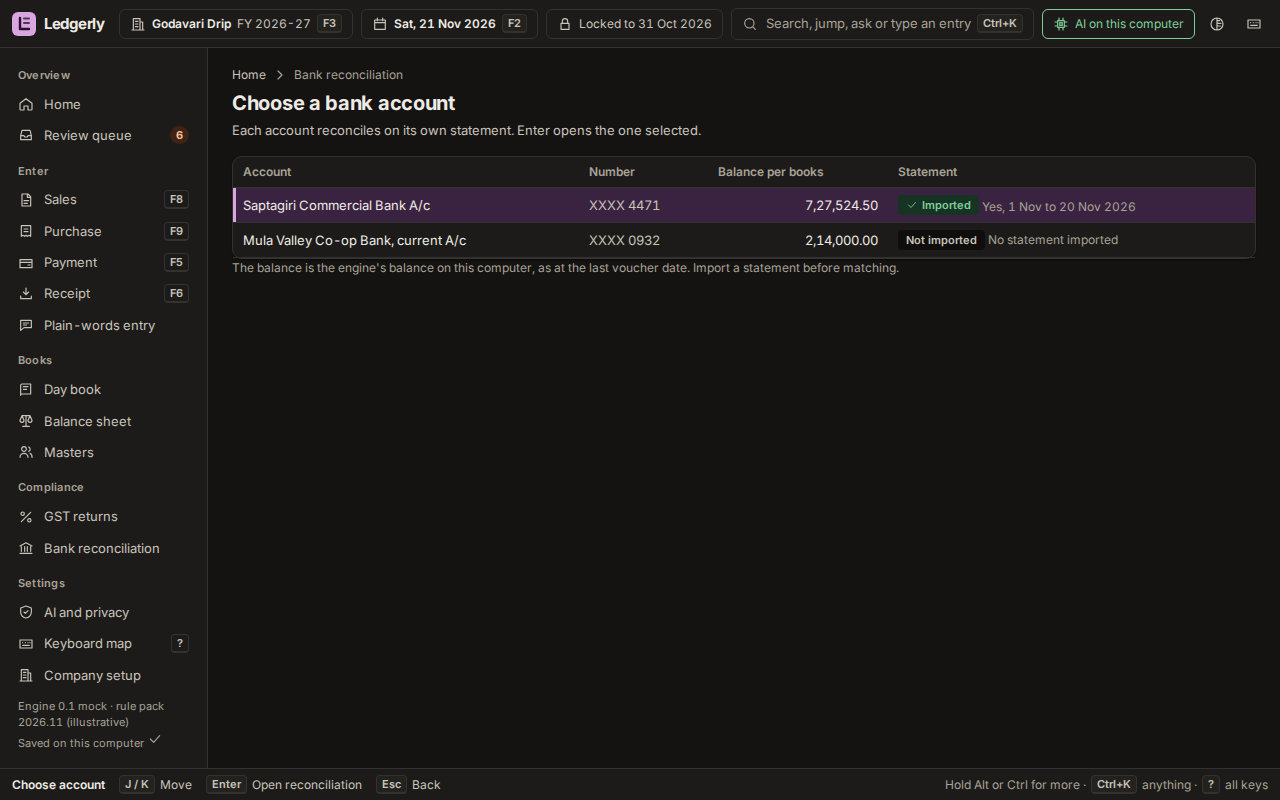 Ledgerly
Godavari Drip FY 2026-27 F3
Sat, 21 Nov 2026 F2
Locked to 31 Oct 2026
Search, jump, ask or type an entry Ctrl+K
AI on this computer
Overview
Home
Review queue 6
Enter
Sales F8
Purchase F9
Payment F5
Receipt F6
Plain-words entry
Books
Day book
Balance sheet
Masters
Compliance
GST returns
Bank reconciliation
Settings
AI and privacy
Keyboard map ?
Company setup
Engine 0.1 mock · rule pack
2026.11 (illustrative)
Saved on this computer
Home > Bank reconciliation
Choose a bank account
Each account reconciles on its own statement. Enter opens the one selected.
Account Number Balance per books Statement
Saptagiri Commercial Bank A/c XXXX 4471 7,27,524.50 Imported Yes, 1 Nov to 20 Nov 2026
Mula Valley Co-op Bank, current A/c XXXX 0932 2,14,000.00 Not imported No statement imported
The balance is the engine's balance on this computer, as at the last voucher date. Import a statement before matching.
Choose account J / K Move Enter Open reconciliation Esc Back
Hold Alt or Ctrl for more · Ctrl+K anything · ? all keys